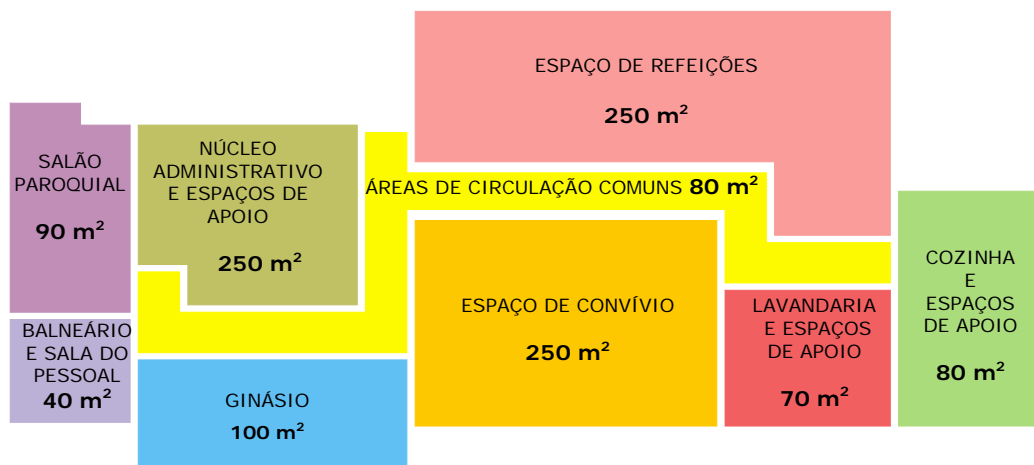 ESPAÇO DE REFEIÇÕES
250 m²
SALÃO
PAROQUIAL
90 m²
NÚCLEO
ADMINISTRATIVO
E ESPAÇOS DE
APOIO
250 m²
ÁREAS DE CIRCULAÇÃO COMUNS 80 m²
COZINHA
E
ESPAÇOS
DE APOIO
80 m²
ESPAÇO DE CONVÍVIO
250 m²
LAVANDARIA
E ESPAÇOS
DE APOIO
70 m²
BALNEÁRIO
E SALA DO
PESSOAL
40 m²
GINÁSIO
100 m²